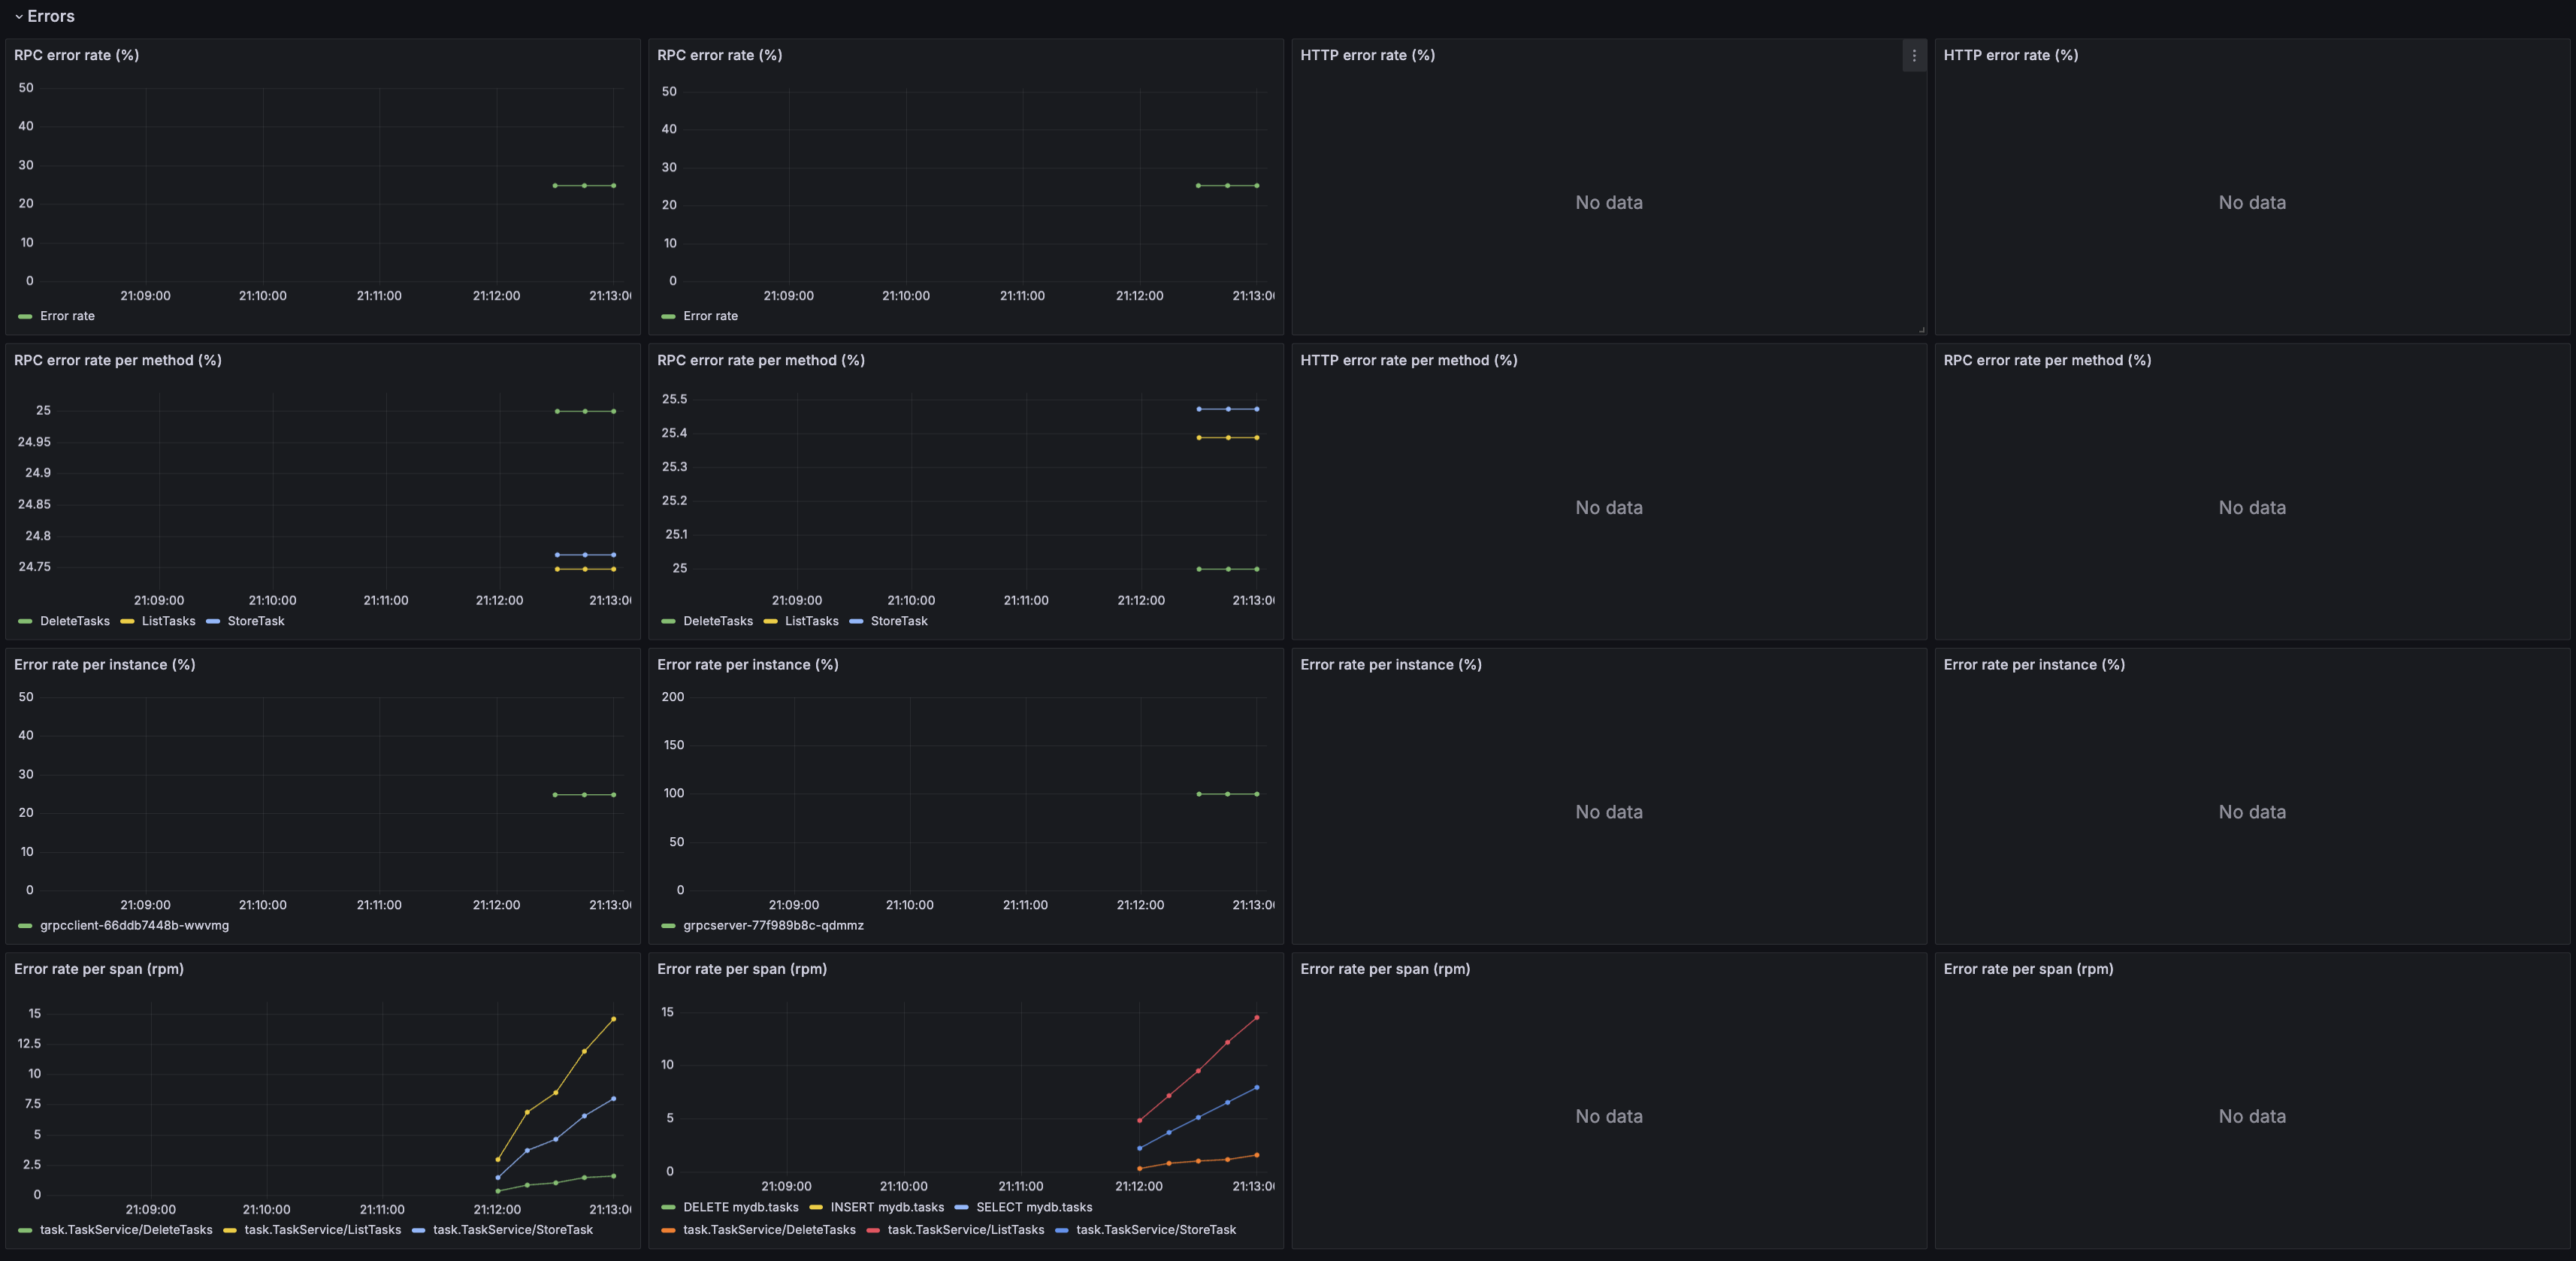 Errors
RPC error rate (%)
50
40
30
20
10
0
21:09:00 21:10:00 21:11:00 21:12:00 21:13:0
Error rate
RPC error rate (%)
50
40
30
20
10
0
21:09:00 21:10:00 21:11:00 21:12:00 21:13:0
Error rate
HTTP error rate (%)
No data
HTTP error rate (%)
No data
RPC error rate per method (%)
25
24.95
24.9
24.85
24.8
24.75
21:09:00 21:10:00 21:11:00 21:12:00 21:13:0
DeleteTasks ListTasks StoreTask
RPC error rate per method (%)
25.5
25.4
25.3
25.2
25.1
25
21:09:00 21:10:00 21:11:00 21:12:00 21:13:0
DeleteTasks ListTasks StoreTask
HTTP error rate per method (%)
No data
RPC error rate per method (%)
No data
Error rate per instance (%)
50
40
30
20
10
0
21:09:00 21:10:00 21:11:00 21:12:00 21:13:0
grpcclient-66ddb7448b-wwvmg
Error rate per instance (%)
200
150
100
50
0
21:09:00 21:10:00 21:11:00 21:12:00 21:13:0
grpcserver-77f989b8c-qdmmz
Error rate per instance (%)
No data
Error rate per instance (%)
No data
Error rate per span (rpm)
15
12.5
10
7.5
5
2.5
0
21:09:00 21:10:00 21:11:00 21:12:00 21:13:0
task.TaskService/DeleteTasks task.TaskService/ListTasks task.TaskService/StoreTask
Error rate per span (rpm)
15
10
5
0
21:09:00 21:10:00 21:11:00 21:12:00 21:13:0
DELETE mydb.tasks INSERT mydb.tasks SELECT mydb.tasks
task.TaskService/DeleteTasks task.TaskService/ListTasks task.TaskService/StoreTask
Error rate per span (rpm)
No data
Error rate per span (rpm)
No data